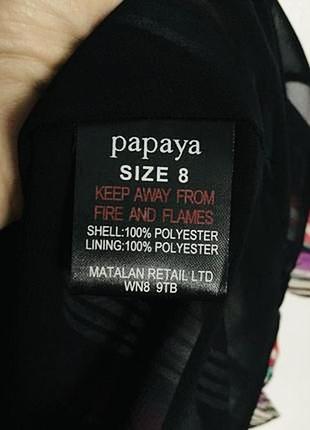 papaya
SIZE 8
KEEP AWAY FROM
FIRE AND FLAMES
SHELL:100% POLYESTER
LINING:100% POLYESTER
MATALAN RETAIL LTD
WN8 9TB